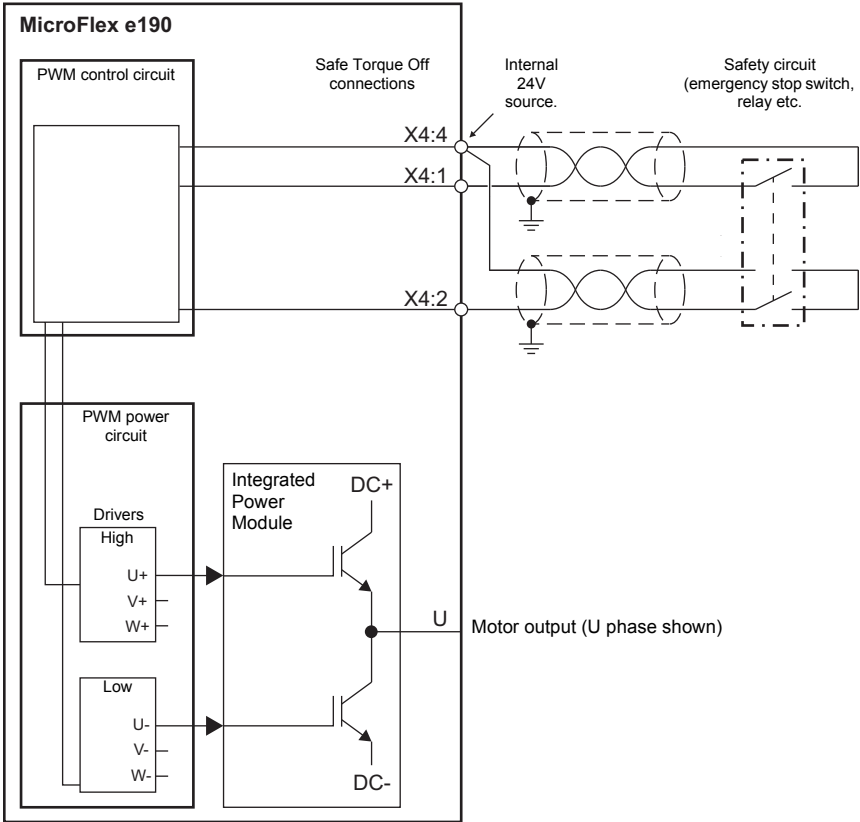 MicroFlex e190
PWM control circuit
Safe Torque Off
connections
Internal
24V
source.
Safety circuit
(emergency stop switch,
relay etc.
X4:4
X4:1
X4:2
PWM power
circuit
Drivers
High
U+
V+
W+
Low
U-
V-
W-
Integrated
Power
Module
DC+
DC-
U
Motor output (U phase shown)